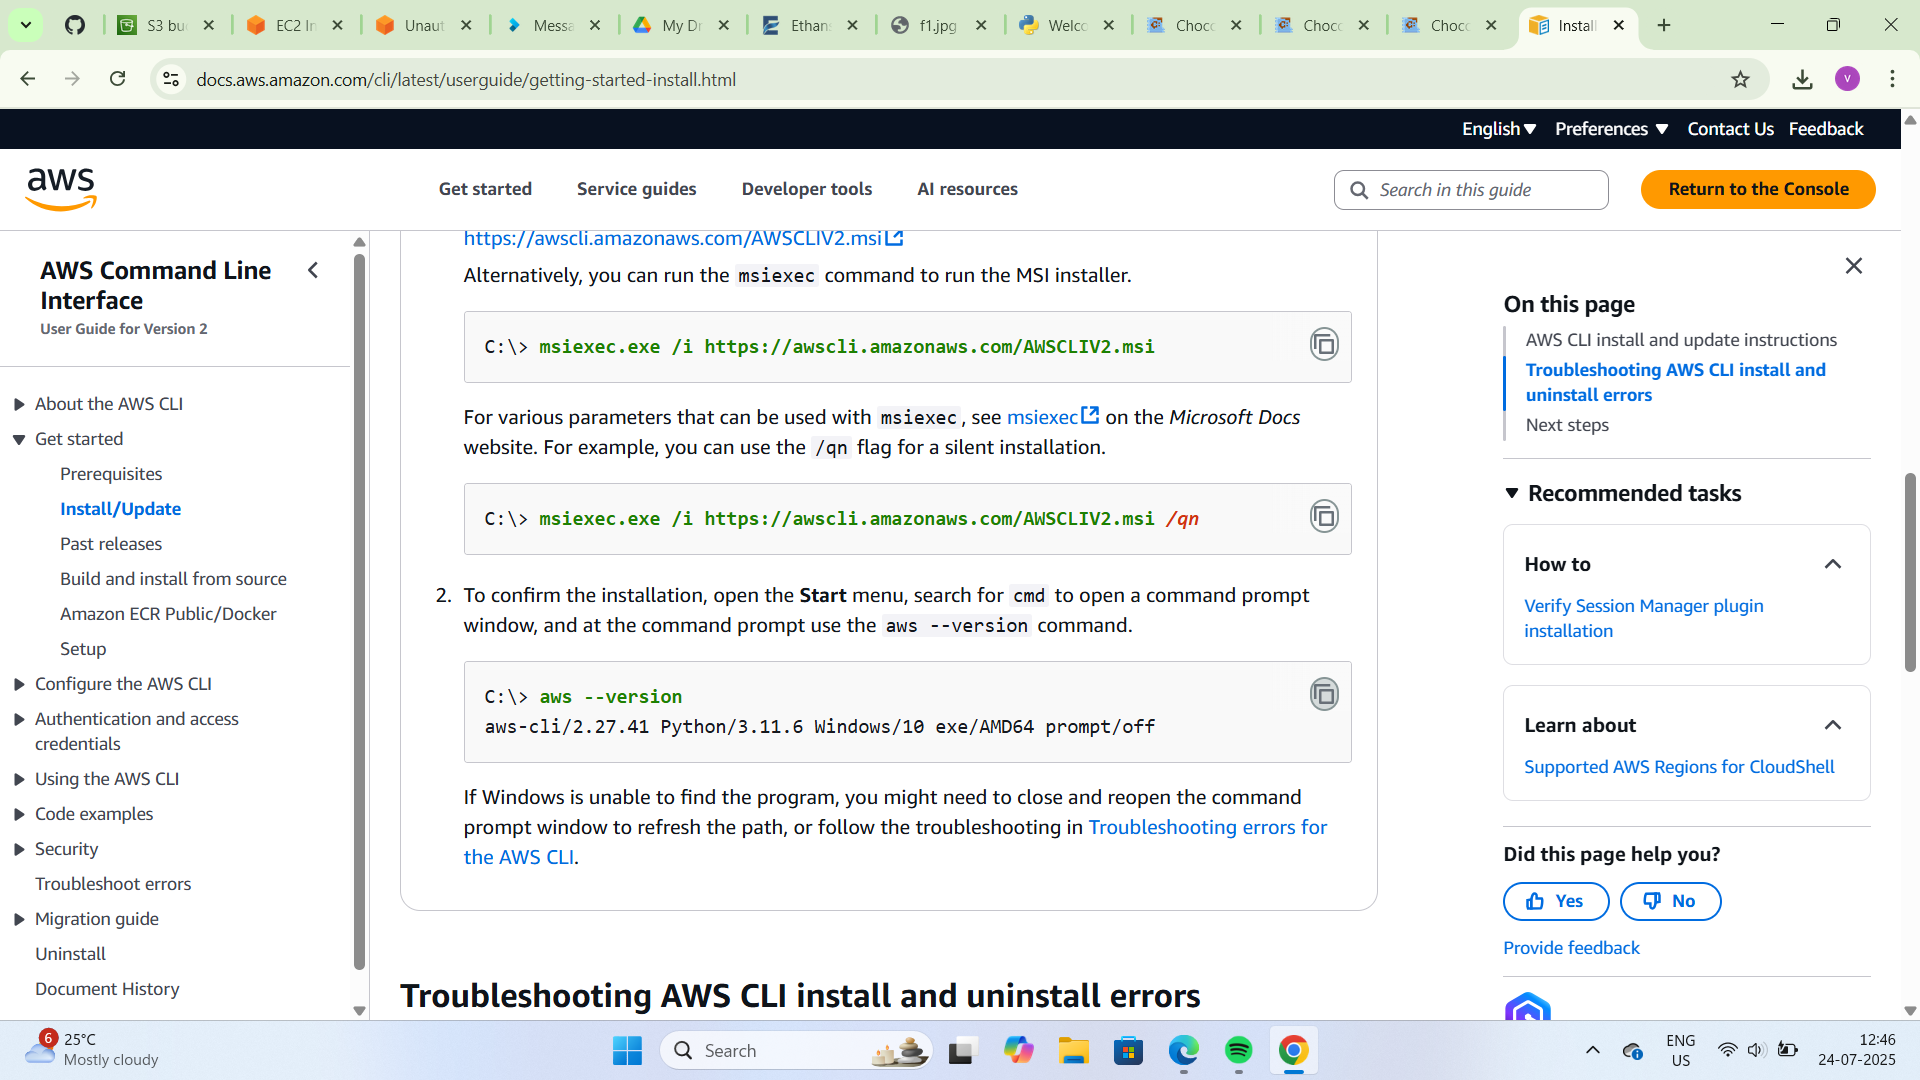 S3 bu
EC2 In
Unaut
Messa
My Dr
Ethan
f1.jpg
Welco
Choco
Choco
Choco
Install
docs.aws.amazon.com/cli/latest/userguide/getting-started-install.html
V
English
Preferences
Contact Us
Feedback
aws
Get started
Service guides
Developer tools
AI resources
Search in this guide
Return to the Console
AWS Command Line
Interface
User Guide for Version 2
About the AWS CLI
Get started
Prerequisites
Install/Update
Past releases
Build and install from source
Amazon ECR Public/Docker
Setup
Configure the AWS CLI
Authentication and access
credentials
Using the AWS CLI
Code examples
Security
Troubleshoot errors
Migration guide
Uninstall
Document History
https://awscli.amazonaws.com/AWSCLIV2.msi
Alternatively, you can run the msiexec command to run the MSI installer.
C:\> msiexec.exe /i https://awscli.amazonaws.com/AWSCLIV2.msi
For various parameters that can be used with msiexec, see msiexec on the Microsoft Docs
website. For example, you can use the /qn flag for a silent installation.
C:\> msiexec.exe /i https://awscli.amazonaws.com/AWSCLIV2.msi /qn
2. To confirm the installation, open the Start menu, search for cmd to open a command prompt
window, and at the command prompt use the aws --version command.
C:\> aws --version
aws-cli/2.27.41 Python/3.11.6 Windows/10 exe/AMD64 prompt/off
If Windows is unable to find the program, you might need to close and reopen the command
prompt window to refresh the path, or follow the troubleshooting in Troubleshooting errors for
the AWS CLI.
Troubleshooting AWS CLI install and uninstall errors
On this page
AWS CLI install and update instructions
Troubleshooting AWS CLI install and
uninstall errors
Next steps
Recommended tasks
How to
Verify Session Manager plugin
installation
Learn about
Supported AWS Regions for CloudShell
Did this page help you?
Yes
No
Provide feedback
6
25°C
Mostly cloudy
Search
ENG
US
12:46
24-07-2025